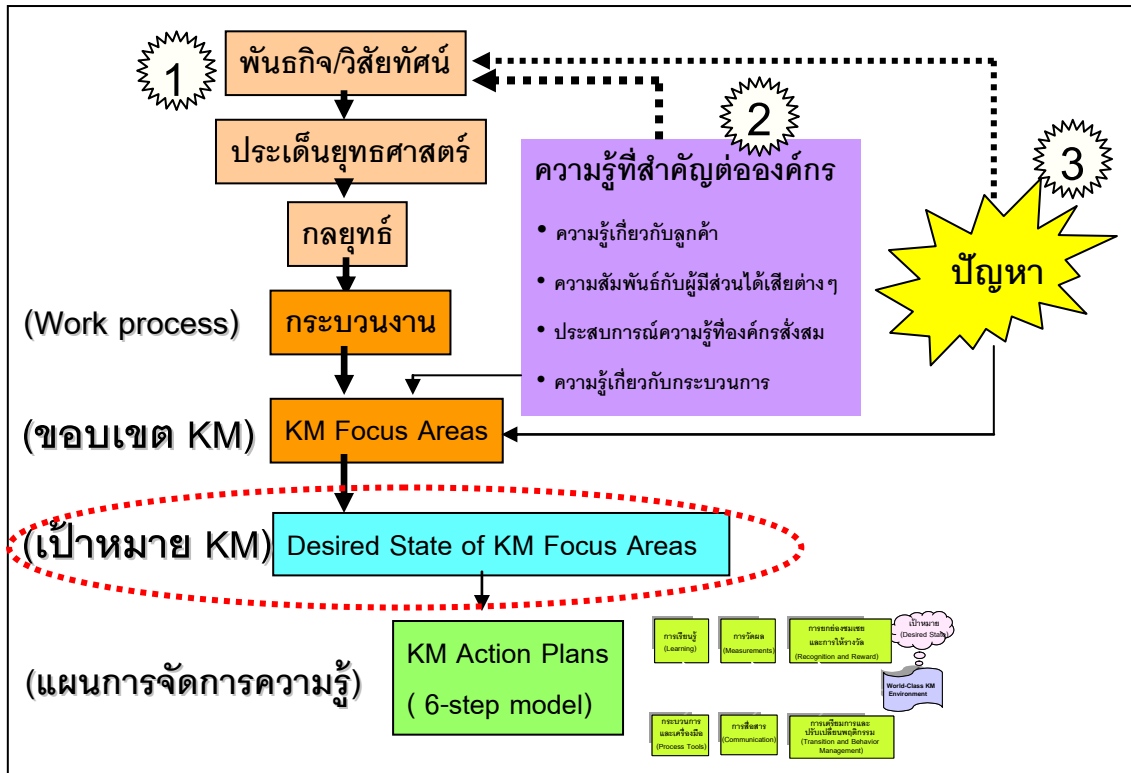 1
พันธกิจ/วิสัยทัศน์
ประเด็นยุทธศาสตร์
กลยุทธ์
(Work process)
กระบวนงาน
(ขอบเขต KM)
KM Focus Areas
2
ความรู้ที่สำคัญต่อองค์กร
• ความรู้เกี่ยวกับลูกค้า
• ความสัมพันธ์กับผู้มีส่วนได้เสียต่างๆ
• ประสบการณ์ความรู้ที่องค์กรสั่งสม
• ความรู้เกี่ยวกับกระบวนการ
3
ปัญหา
(เป้าหมาย KM)
Desired State of KM Focus Areas
(แผนการจัดการความรู้)
KM Action Plans
( 6-step model)
การเรียนรู้
(Learning)
การวัดผล
(Measurements)
การยกย่องชมเชย
และการให้รางวัล
(Recognition and Reward)
เป้าหมาย
(Desired State)
World-Class KM
Environment
กระบวนการ
และเครื่องมือ
(Process Tools)
การสื่อสาร
(Communication)
การเตรียมการและ
ปรับเปลี่ยนพฤติกรรม
(Transition and Behavior
Management)